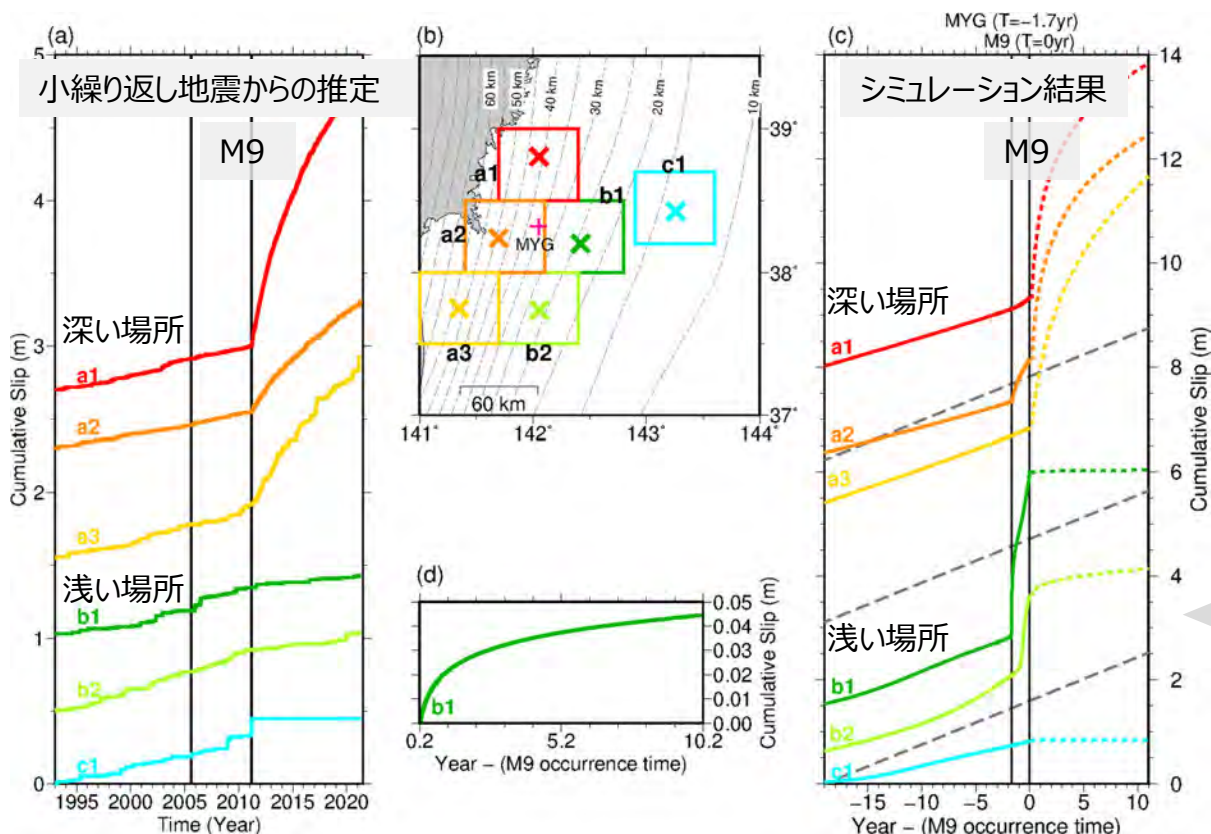 MYG (T=−1.7yr)
M9 (T=0yr)
(a)
(b)
(c)
小繰り返し地震からの推定
M9
深い場所
a1
a2
a3
浅い場所
b1
b2
c1
5
4
3
2
1
0
Cumulative Slip (m)
1995 2000 2005 2010 2015 2020
Time (Year)
60 km
50 km
40 km
30 km
20 km
10 km
a1
a2
a3
b1
b2
c1
MYG
60 km
39°
38°
37°
141° 142° 143° 144°
(d)
b1
0.05
0.04
0.03
0.02
0.01
0.00
Cumulative Slip (m)
0.2 5.2 10.2
Year − (M9 occurrence time)
シミュレーション結果
M9
深い場所
a1
a2
a3
浅い場所
b1
b2
c1
14
12
10
8
6
4
2
0
Cumulative Slip (m)
−15 −10 −5 0 5 10
Year − (M9 occurrence time)